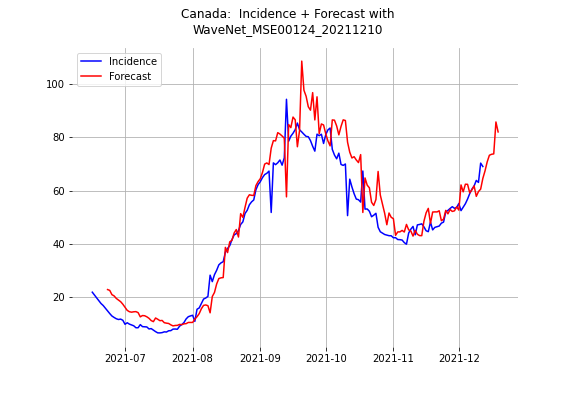 Canada:  Incidence + Forecast with
WaveNet_MSE00124_20211210
Incidence
Forecast
100
80
60
40
20
2021-07 2021-08 2021-09 2021-10 2021-11 2021-12